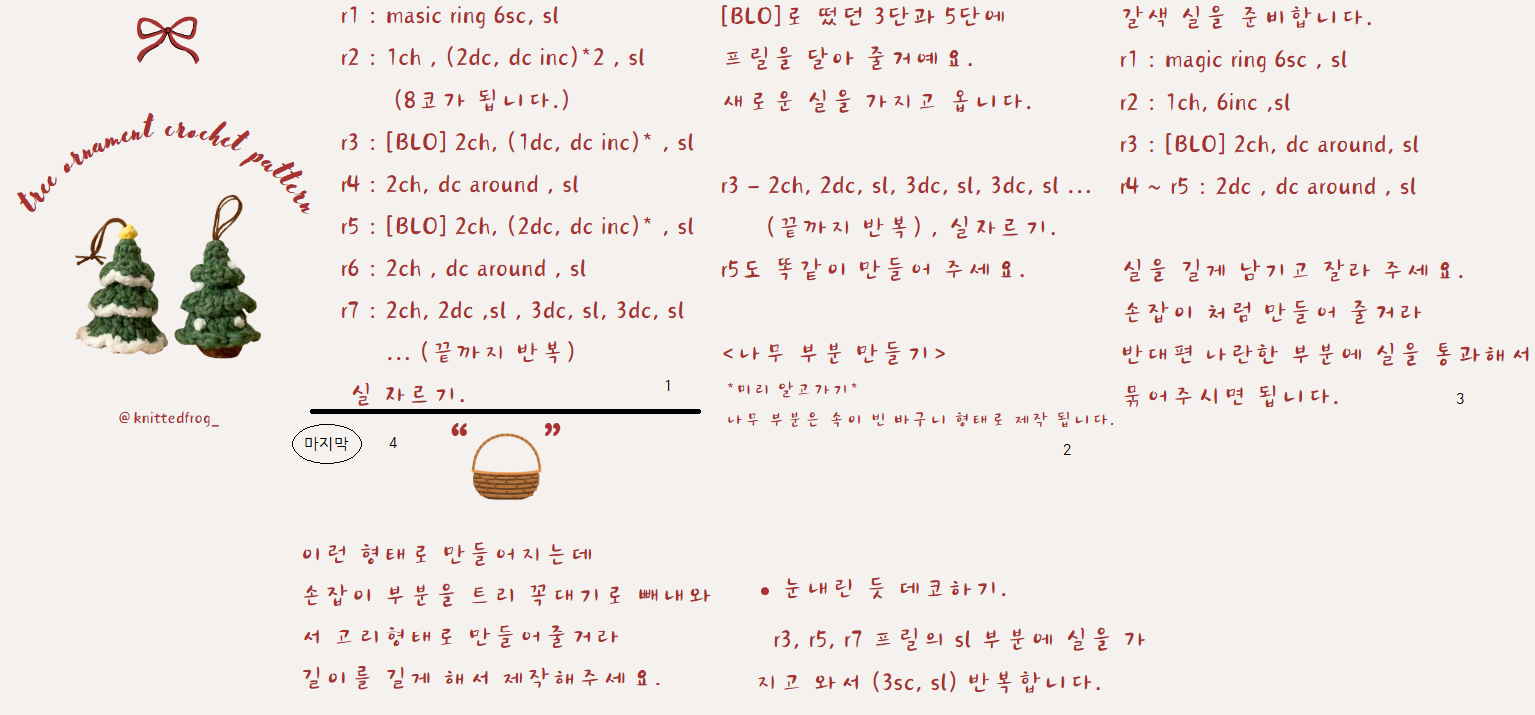 tree ornament crochet pattern
@knittedfrog_
r1 : masic ring 6sc, sl
r2 : 1ch , (2dc, dc inc)*2 , sl
(8코가 됩니다.)
r3 : [BLO] 2ch, (1dc, dc inc)* , sl
r4 : 2ch, dc around , sl
r5 : [BLO] 2ch, (2dc, dc inc)* , sl
r6 : 2ch , dc around , sl
r7 : 2ch, 2dc ,sl , 3dc, sl, 3dc, sl
... (끝까지 반복)
실 자르기.
1
[BLO]로 떴던 3단과 5단에
프릴을 달아 줄거예요.
새로운 실을 가지고 옵니다.
r3 - 2ch, 2dc, sl, 3dc, sl, 3dc, sl ...
(끝까지 반복) , 실자르기.
r5도 똑같이 만들어 주세요.
<나무 부분 만들기>
*미리 알고가기*
나무 부분은 속이 빈 바구니 형태로 제작 됩니다.
2
갈색 실을 준비합니다.
r1 : magic ring 6sc , sl
r2 : 1ch, 6inc ,sl
r3 : [BLO] 2ch, dc around, sl
r4 ~ r5 : 2dc , dc around , sl
실을 길게 남기고 잘라 주세요.
손잡이 처럼 만들어 줄거라
반대편 나란한 부분에 실을 통과해서
묶어주시면 됩니다.
3
마지막
4
“ ”
이런 형태로 만들어지는데
손잡이 부분을 트리 꼭대기로 빼내와
서 고리형태로 만들어줄거라
길이를 길게 해서 제작해주세요.
• 눈내린 듯 데코하기.
r3, r5, r7 프릴의 sl 부분에 실을 가
지고 와서 (3sc, sl) 반복합니다.